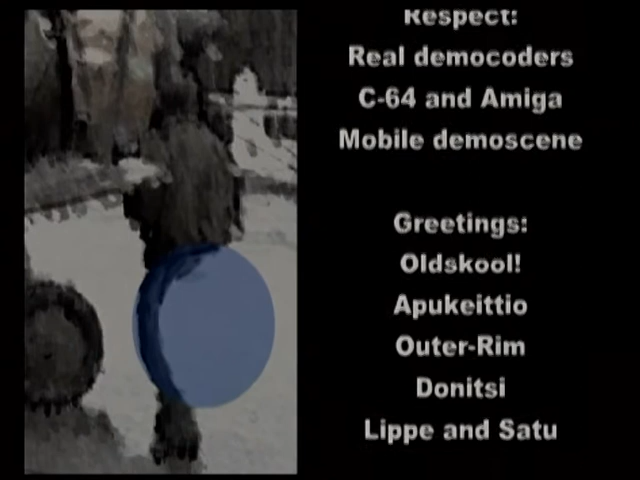 Respect:
Real democoders
C-64 and Amiga
Mobile demoscene
Greetings:
Oldskool!
Apukeittio
Outer-Rim
Donitsi
Lippe and Satu